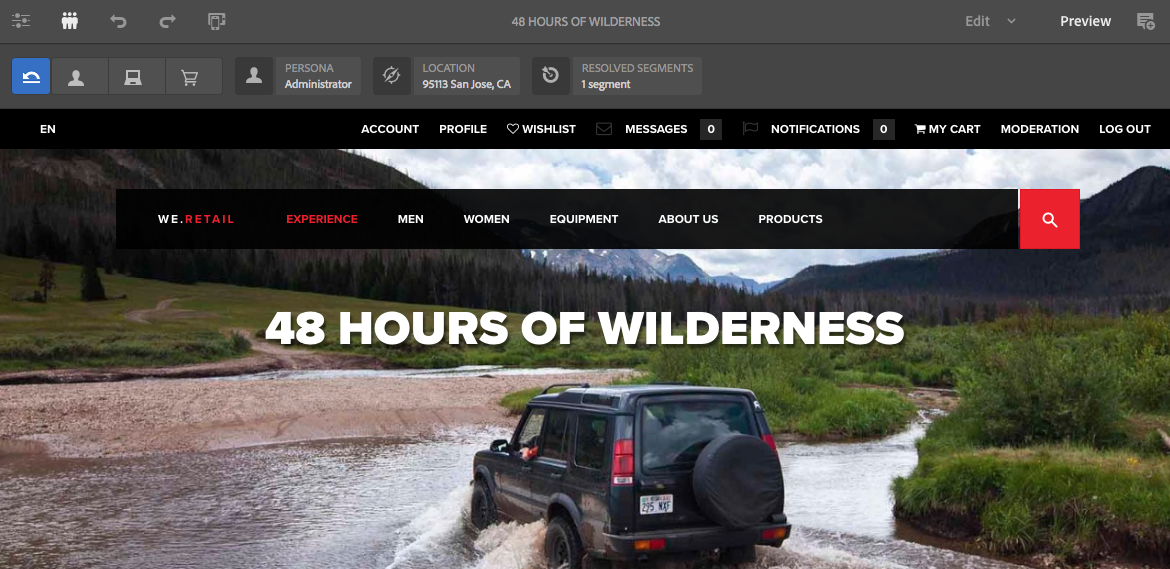 48 HOURS OF WILDERNESS
Edit
Preview
PERSONA
Administrator
LOCATION
95113 San Jose, CA
RESOLVED SEGMENTS
1 segment
EN
ACCOUNT
PROFILE
WISHLIST
MESSAGES
0
NOTIFICATIONS
0
MY CART
MODERATION
LOG OUT
WE.RETAIL
EXPERIENCE
MEN
WOMEN
EQUIPMENT
ABOUT US
PRODUCTS
48 HOURS OF WILDERNESS
295 NXF